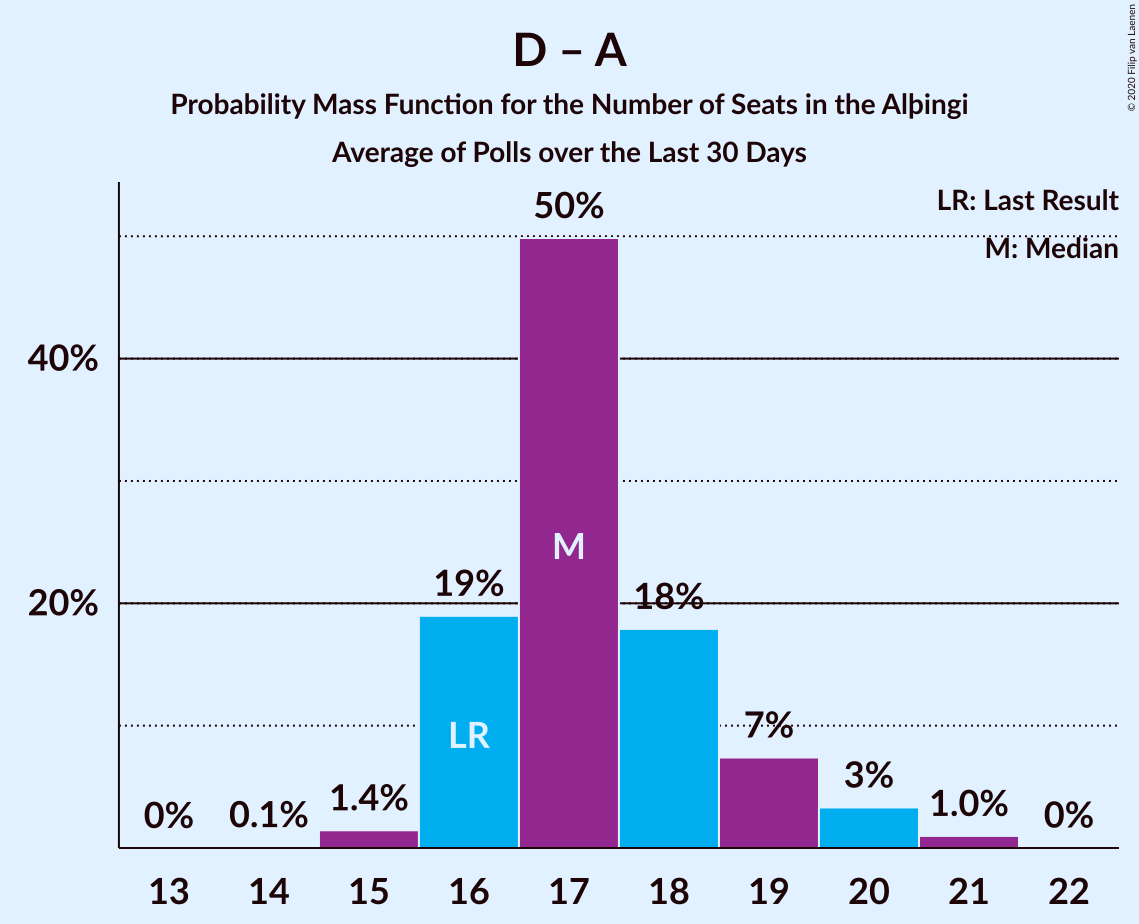 D – A
Probability Mass Function for the Number of Seats in the Alþingi
Average of Polls over the Last 30 Days
© 2020 Filip van Laenen
LR: Last Result
M: Median
50%
40%
M
19%
18%
20%
LR
7%
3%
1.4%
1.0%
0%
0.1%
0%
13 14 15 16 17 18 19 20 21 22